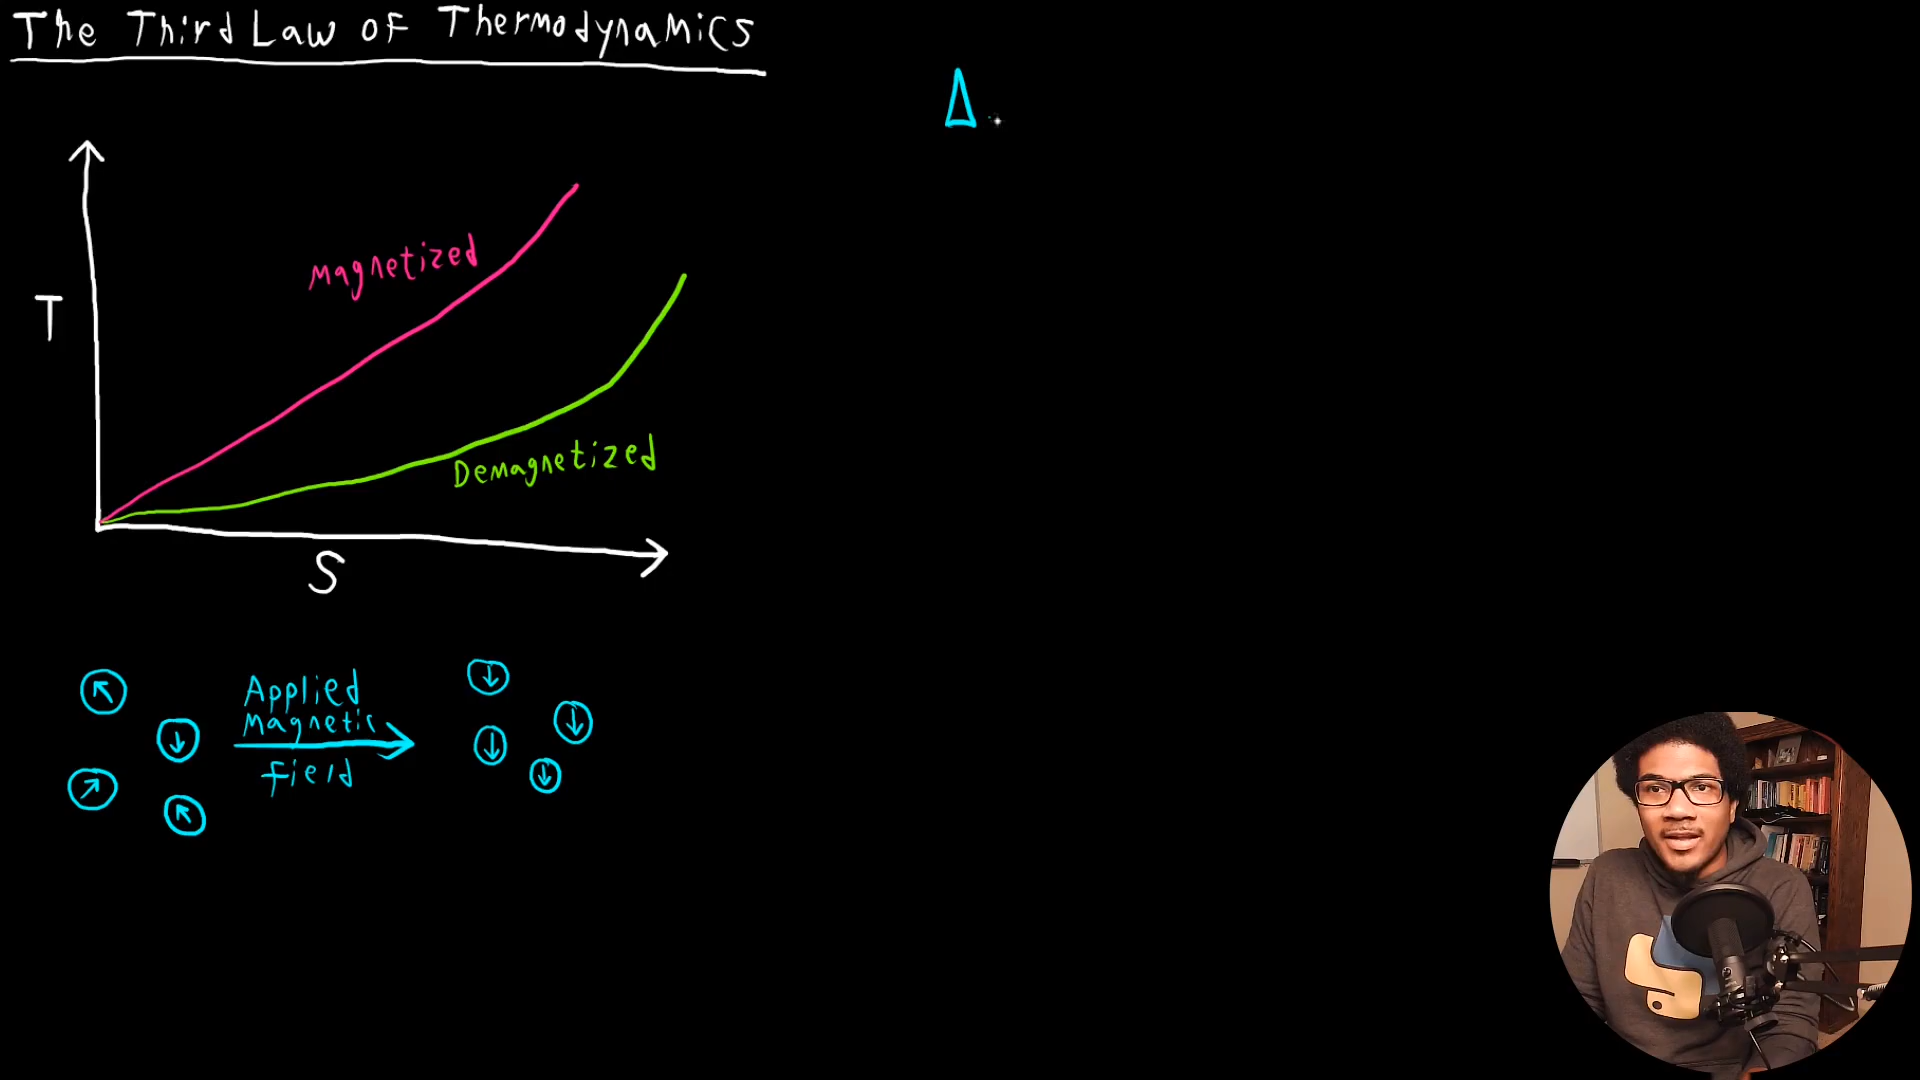 The Third Law of Thermodynamics
Δ
Magnetized
T
Demagnetized
S
Applied
Magnetic
field